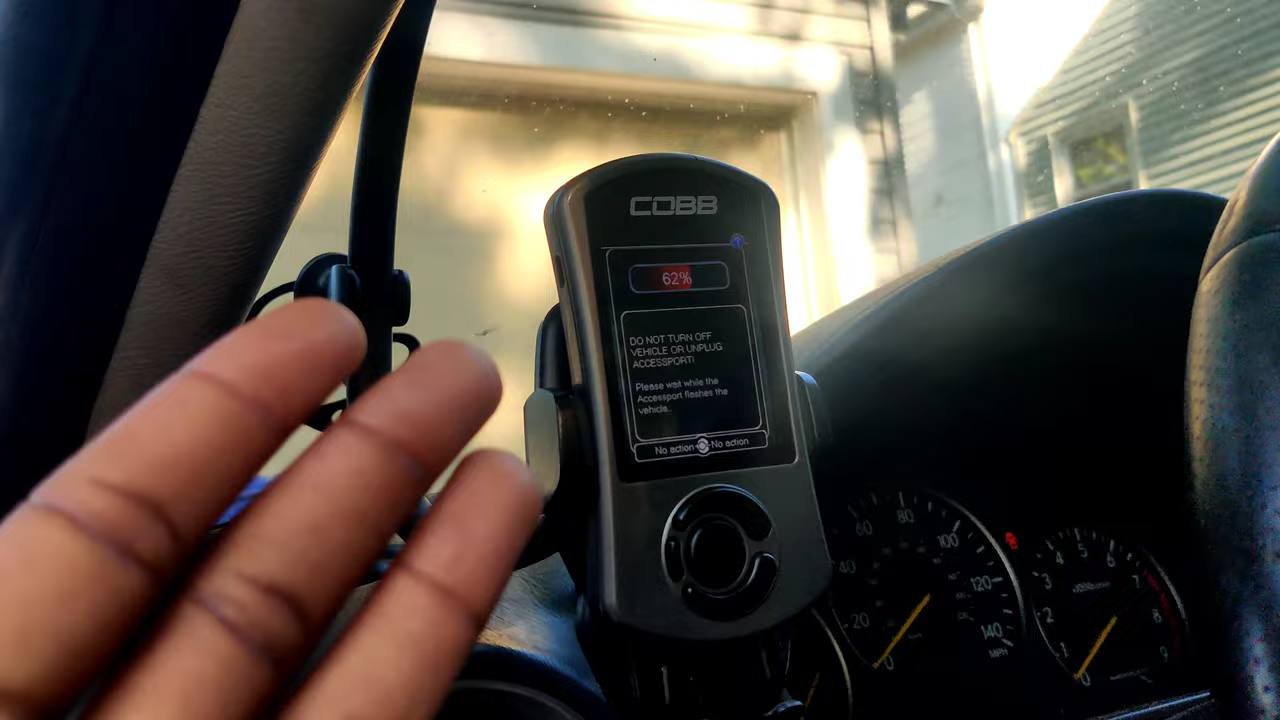 COBB
62%
DO NOT TURN OFF
VEHICLE OR UNPLUG
ACCESSPORT!
Please wait while the
Accessport flashes the
vehicle.
No action No action
0
20
40
60
80
100
120
140
MPH
0
1
2
3
4
5
6
7
8
9